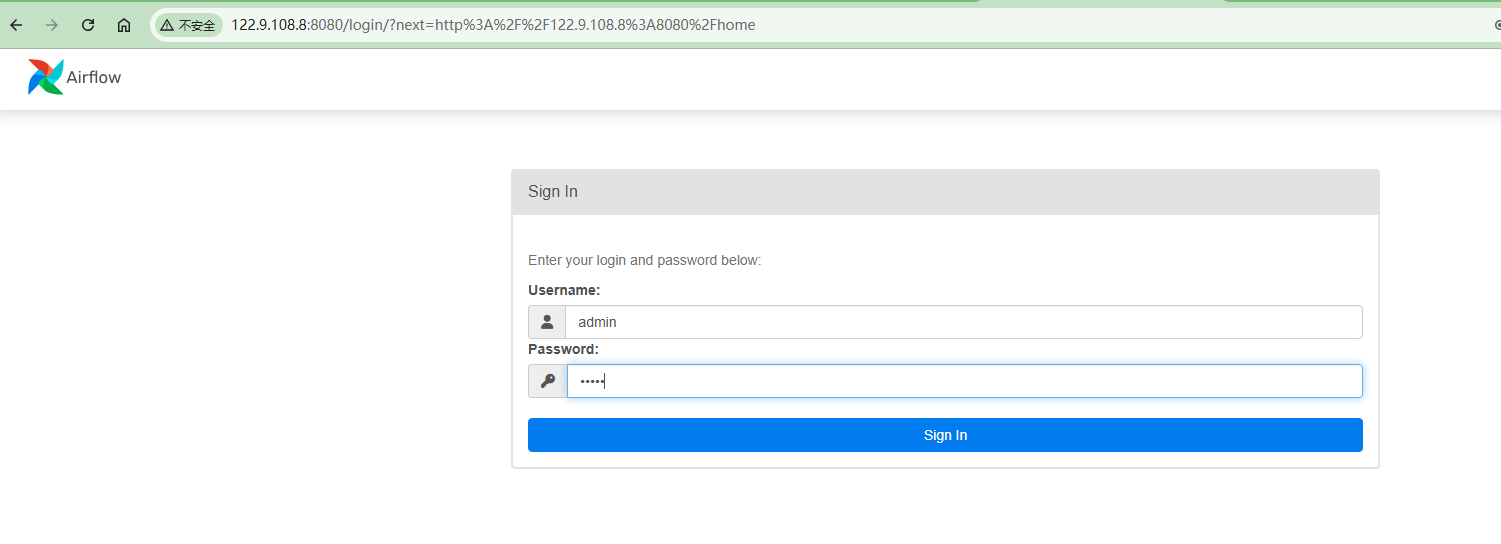 不安全 122.9.108.8:8080/login/?next=http%3A%2F%2F122.9.108.8%3A8080%2Fhome
Airflow
Sign In
Enter your login and password below:
Username:
admin
Password:
•••••
Sign In